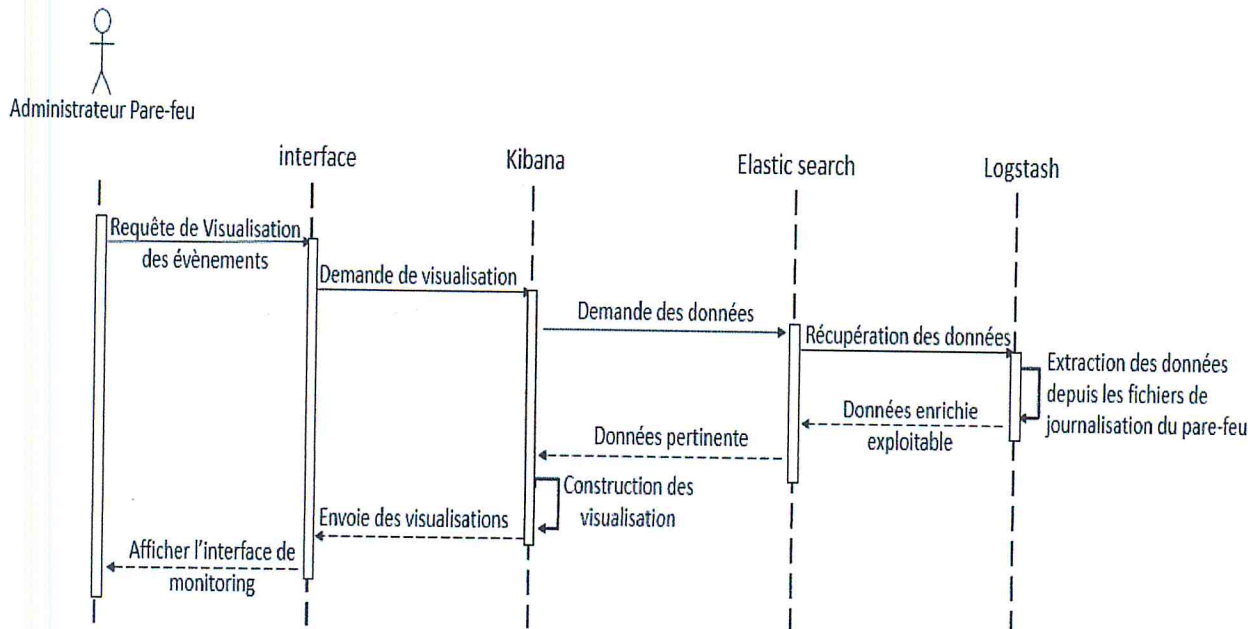 Administrateur Pare-feu
interface
Kibana
Elastic search
Logstash
Requête de Visualisation
des évènements
Demande de visualisation
Demande des données
Récupération des données
Extraction des données
depuis les fichiers de
journalisation du pare-feu
Données enrichie
exploitable
Données pertinente
Construction des
visualisation
Envoie des visualisations
Afficher l'interface de
monitoring